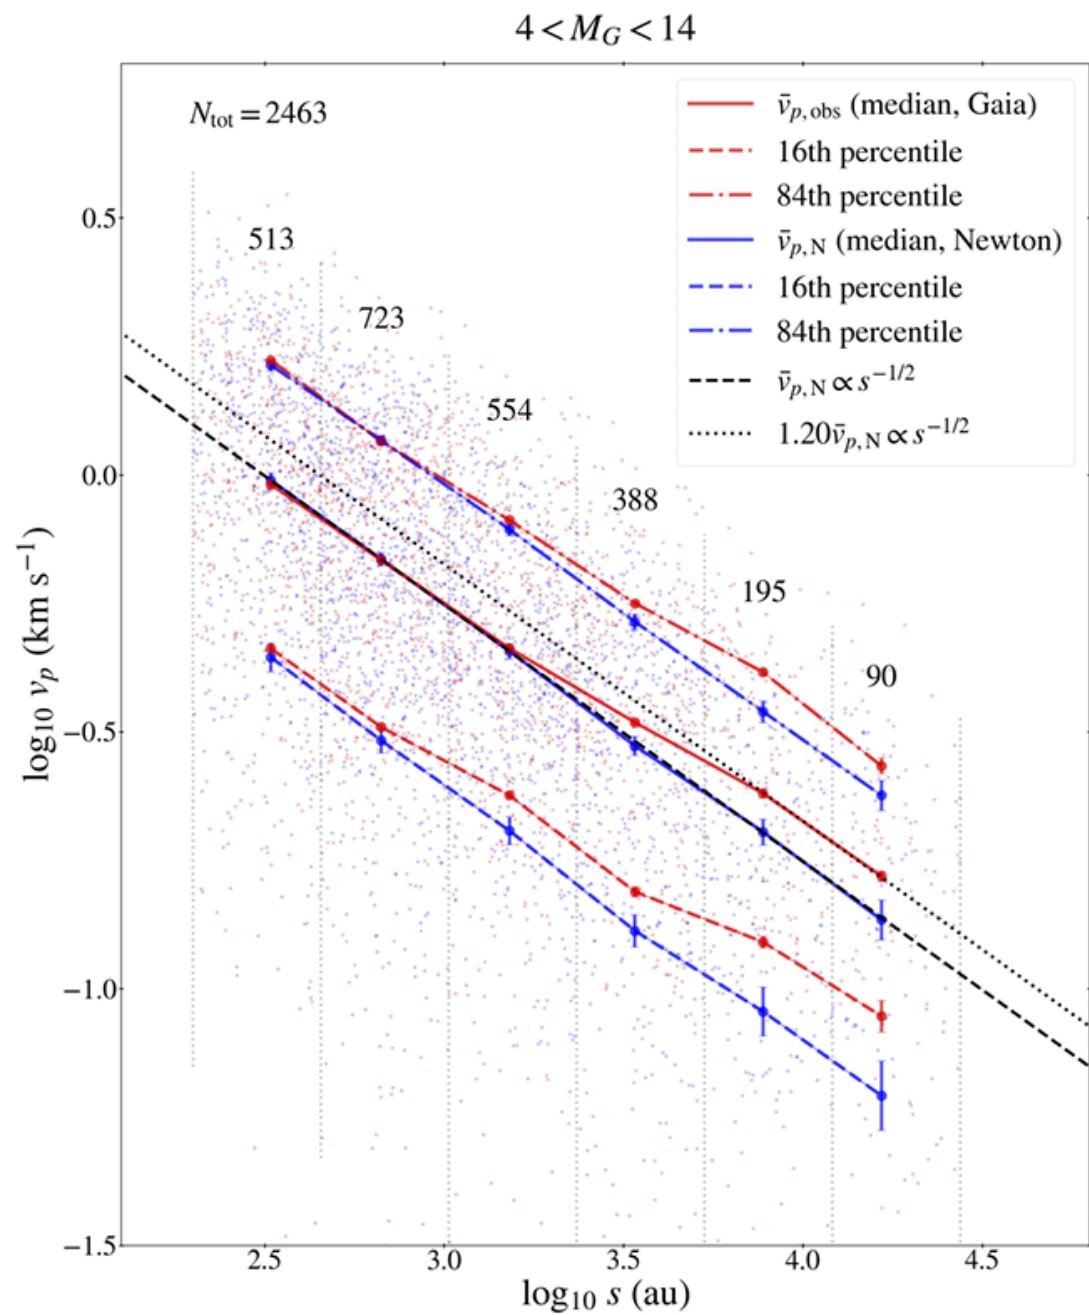 4 < M_G < 14
N_tot = 2463
v̄_p,obs (median, Gaia)
16th percentile
84th percentile
v̄_p,N (median, Newton)
16th percentile
84th percentile
v̄_p,N ∝ s^−1/2
1.20v̄_p,N ∝ s^−1/2
513
723
554
388
195
90
0.5
0.0
−0.5
−1.0
−1.5
log₁₀ v_p (km s⁻¹)
2.5 3.0 3.5 4.0 4.5
log₁₀ s (au)